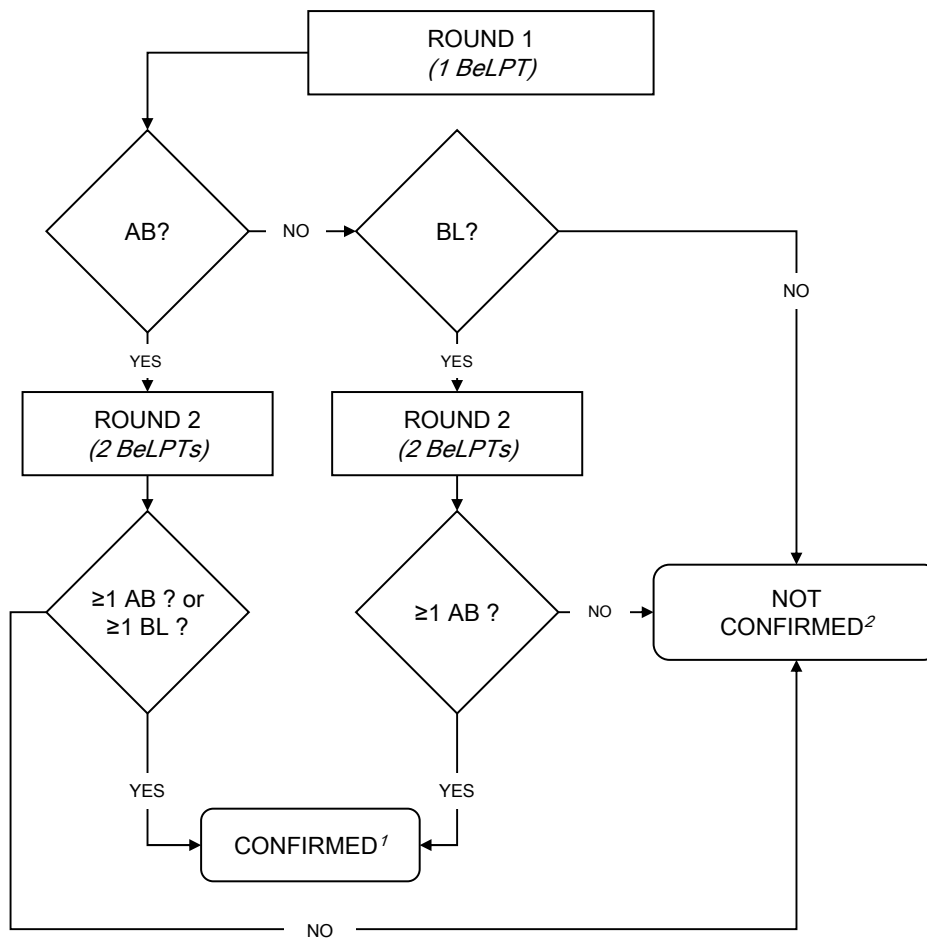 ROUND 1
(1 BeLPT)
AB?
NO
BL?
NO
YES
YES
ROUND 2
(2 BeLPTs)
ROUND 2
(2 BeLPTs)
≥1 AB ? or
≥1 BL ?
≥1 AB ?
NO
NOT
CONFIRMED²
YES
YES
CONFIRMED¹
NO